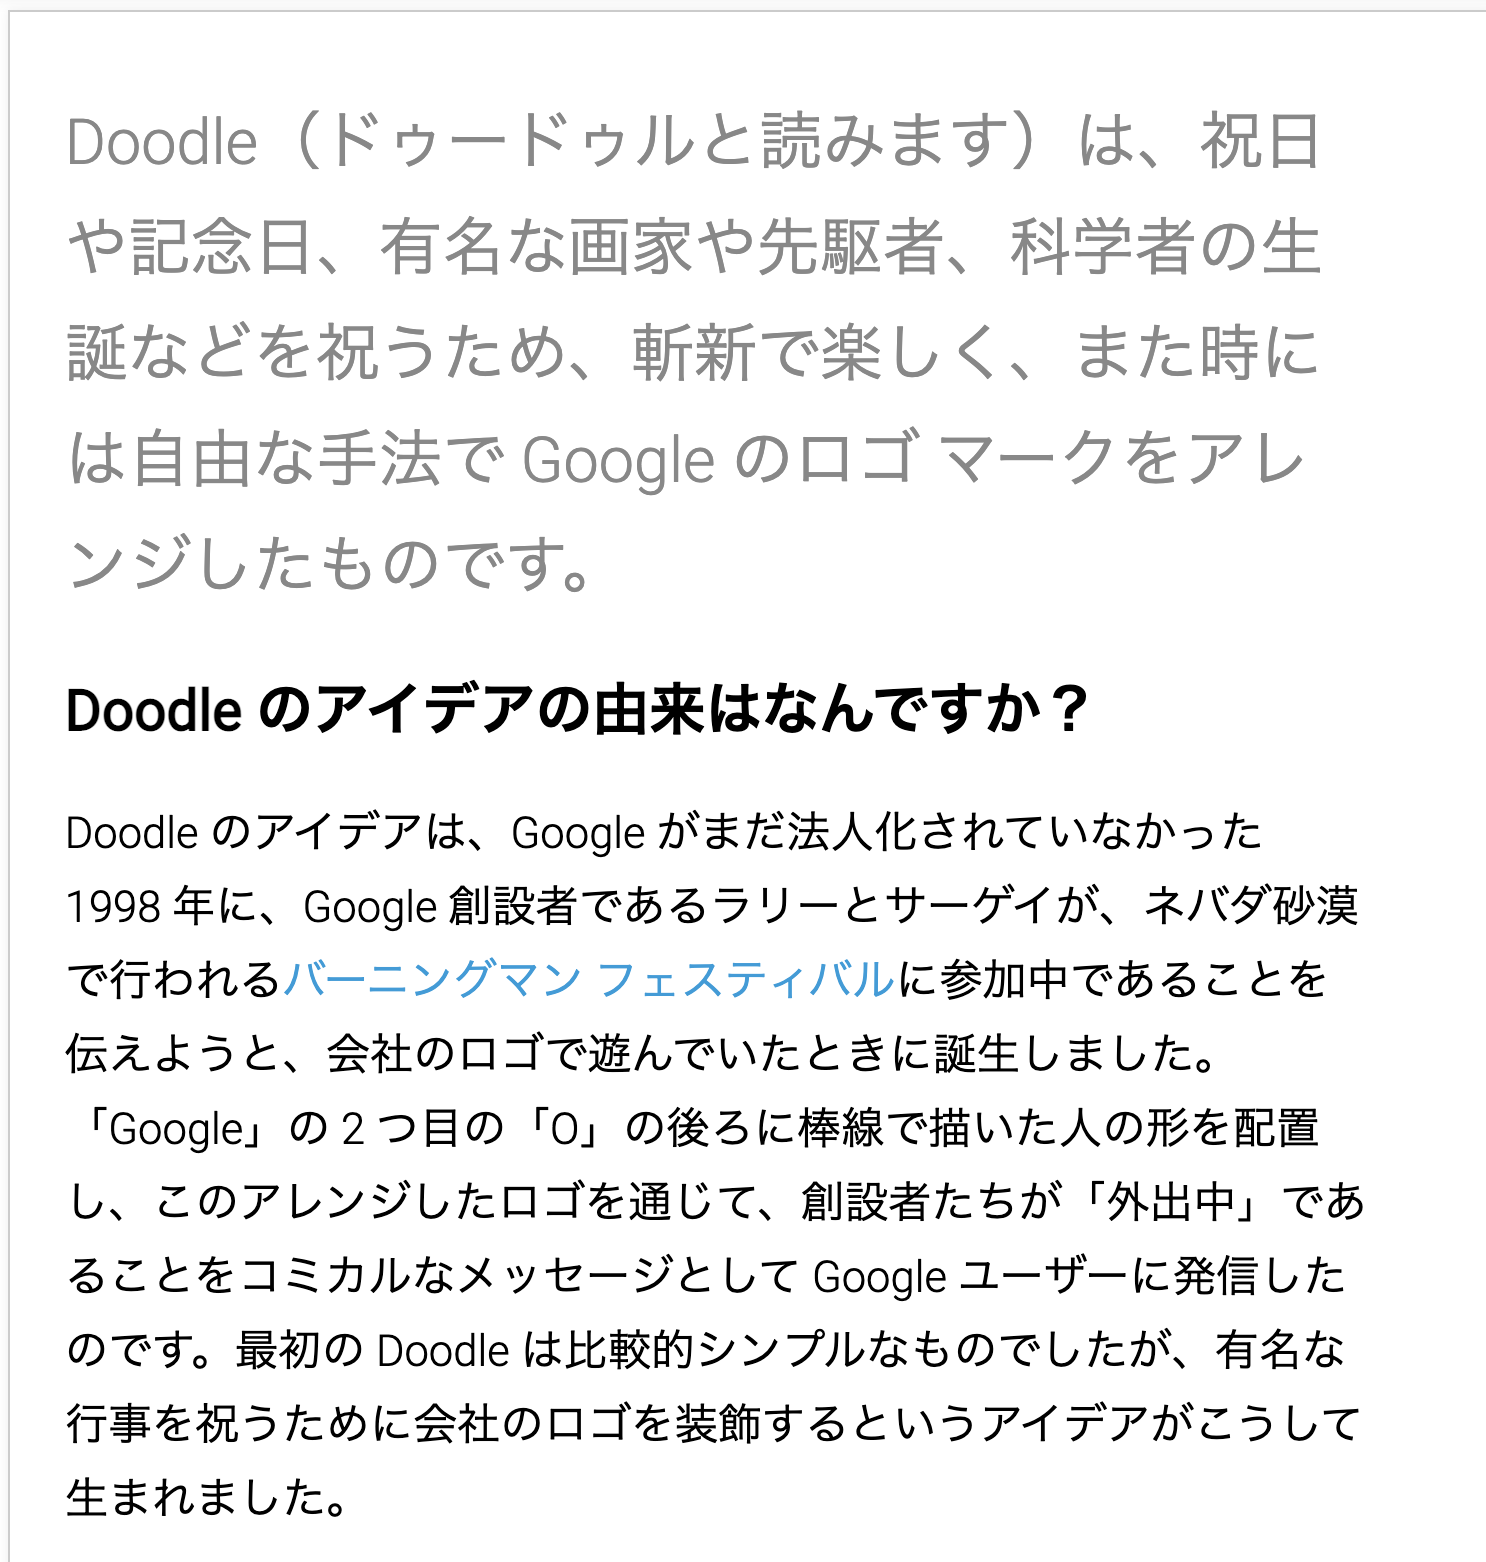 Doodle（ドゥードゥルと読みます）は、祝日
や記念日、有名な画家や先駆者、科学者の生
誕などを祝うため、斬新で楽しく、また時に
は自由な手法で Google のロゴ マークをアレ
ンジしたものです。
Doodle のアイデアの由来はなんですか？
Doodle のアイデアは、Google がまだ法人化されていなかった
1998 年に、Google 創設者であるラリーとサーゲイが、ネバダ砂漠
で行われるバーニングマン フェスティバルに参加中であることを
伝えようと、会社のロゴで遊んでいたときに誕生しました。
「Google」の 2 つ目の「O」の後ろに棒線で描いた人の形を配置
し、このアレンジしたロゴを通じて、創設者たちが「外出中」であ
ることをコミカルなメッセージとして Google ユーザーに発信した
のです。最初の Doodle は比較的シンプルなものでしたが、有名な
行事を祝うために会社のロゴを装飾するというアイデアがこうして
生まれました。